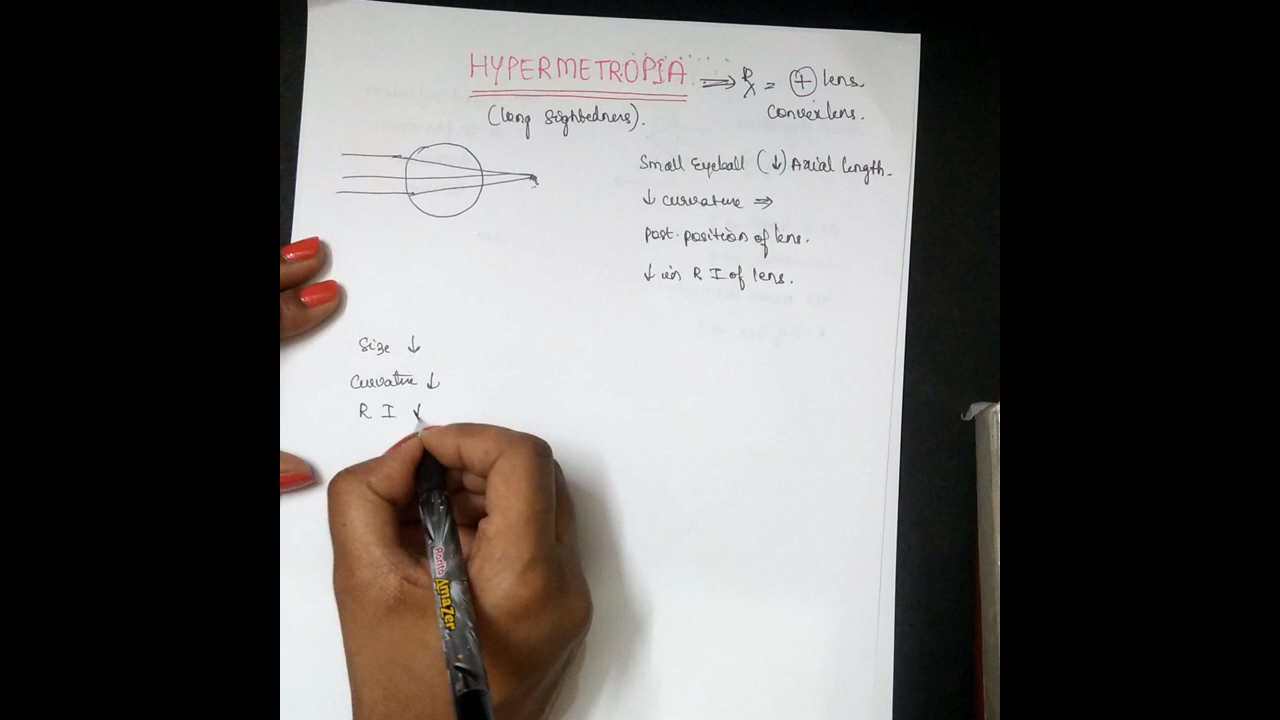 HYPERMETROPIA ⟹ Rx = (+) lens
(long sightedness). Convex lens.
Small Eyeball (↓) Axial length.
↓ curvature ⇒
Post. position of lens.
↓ in R I of lens.
Size ↓
Curvature ↓
R I ↓
Rorito
AmaZer